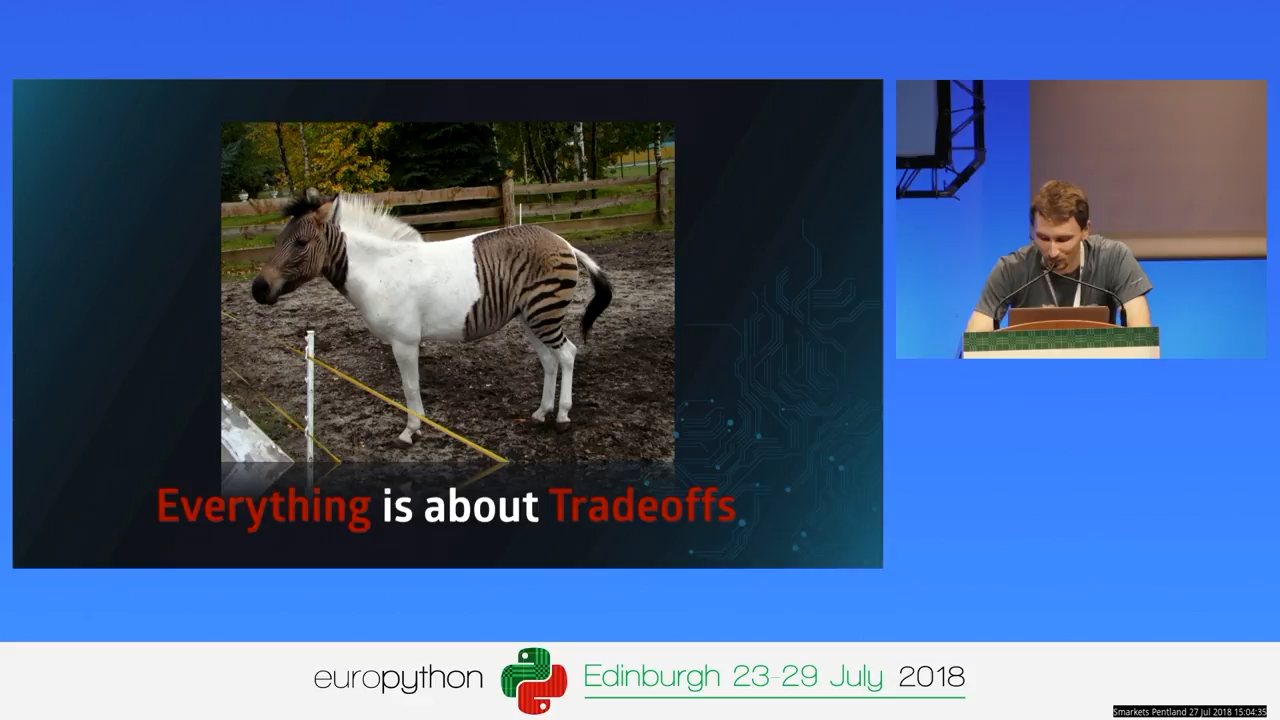 Everything is about Tradeoffs
europython Edinburgh 23-29 July 2018
Smarkets Pentland 27 Jul 2018 15:04:35